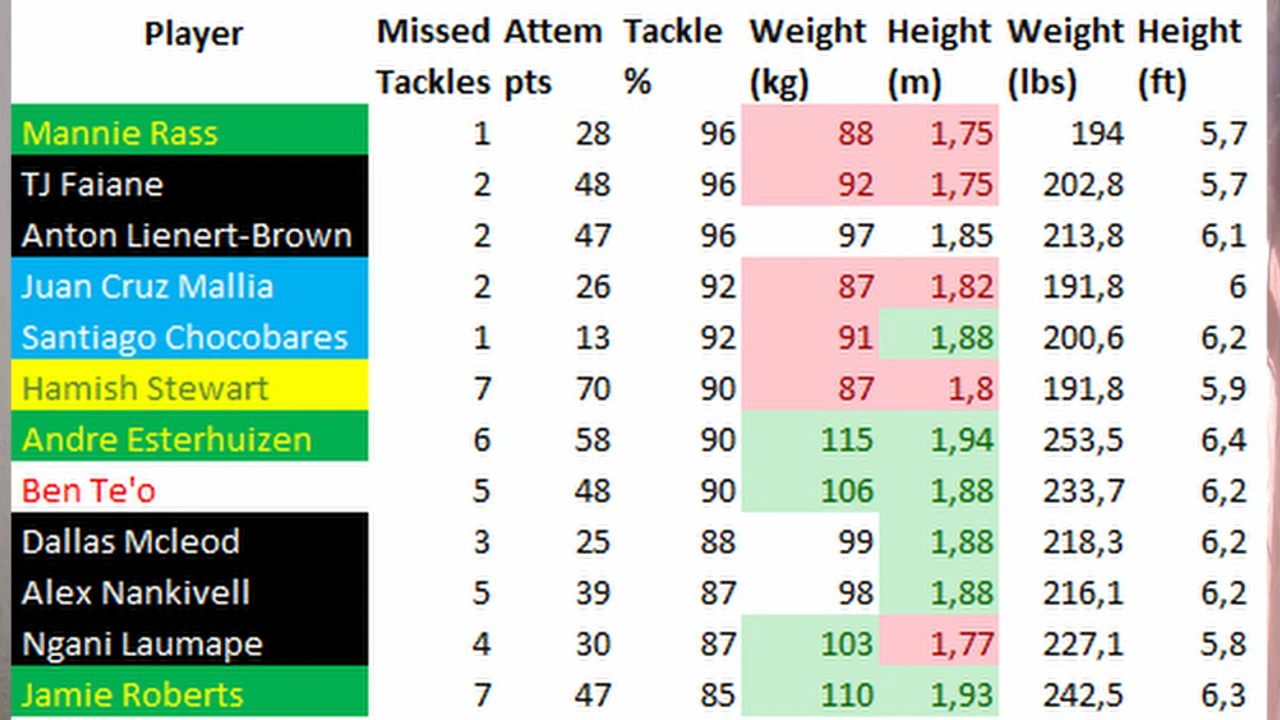 Player Missed Attem Tackle Weight Height Weight Height
Tackles pts % (kg) (m) (lbs) (ft)
Mannie Rass 1 28 96 88 1,75 194 5,7
TJ Faiane 2 48 96 92 1,75 202,8 5,7
Anton Lienert-Brown 2 47 96 97 1,85 213,8 6,1
Juan Cruz Mallia 2 26 92 87 1,82 191,8 6
Santiago Chocobares 1 13 92 91 1,88 200,6 6,2
Hamish Stewart 7 70 90 87 1,8 191,8 5,9
Andre Esterhuizen 6 58 90 115 1,94 253,5 6,4
Ben Te'o 5 48 90 106 1,88 233,7 6,2
Dallas Mcleod 3 25 88 99 1,88 218,3 6,2
Alex Nankivell 5 39 87 98 1,88 216,1 6,2
Ngani Laumape 4 30 87 103 1,77 227,1 5,8
Jamie Roberts 7 47 85 110 1,93 242,5 6,3